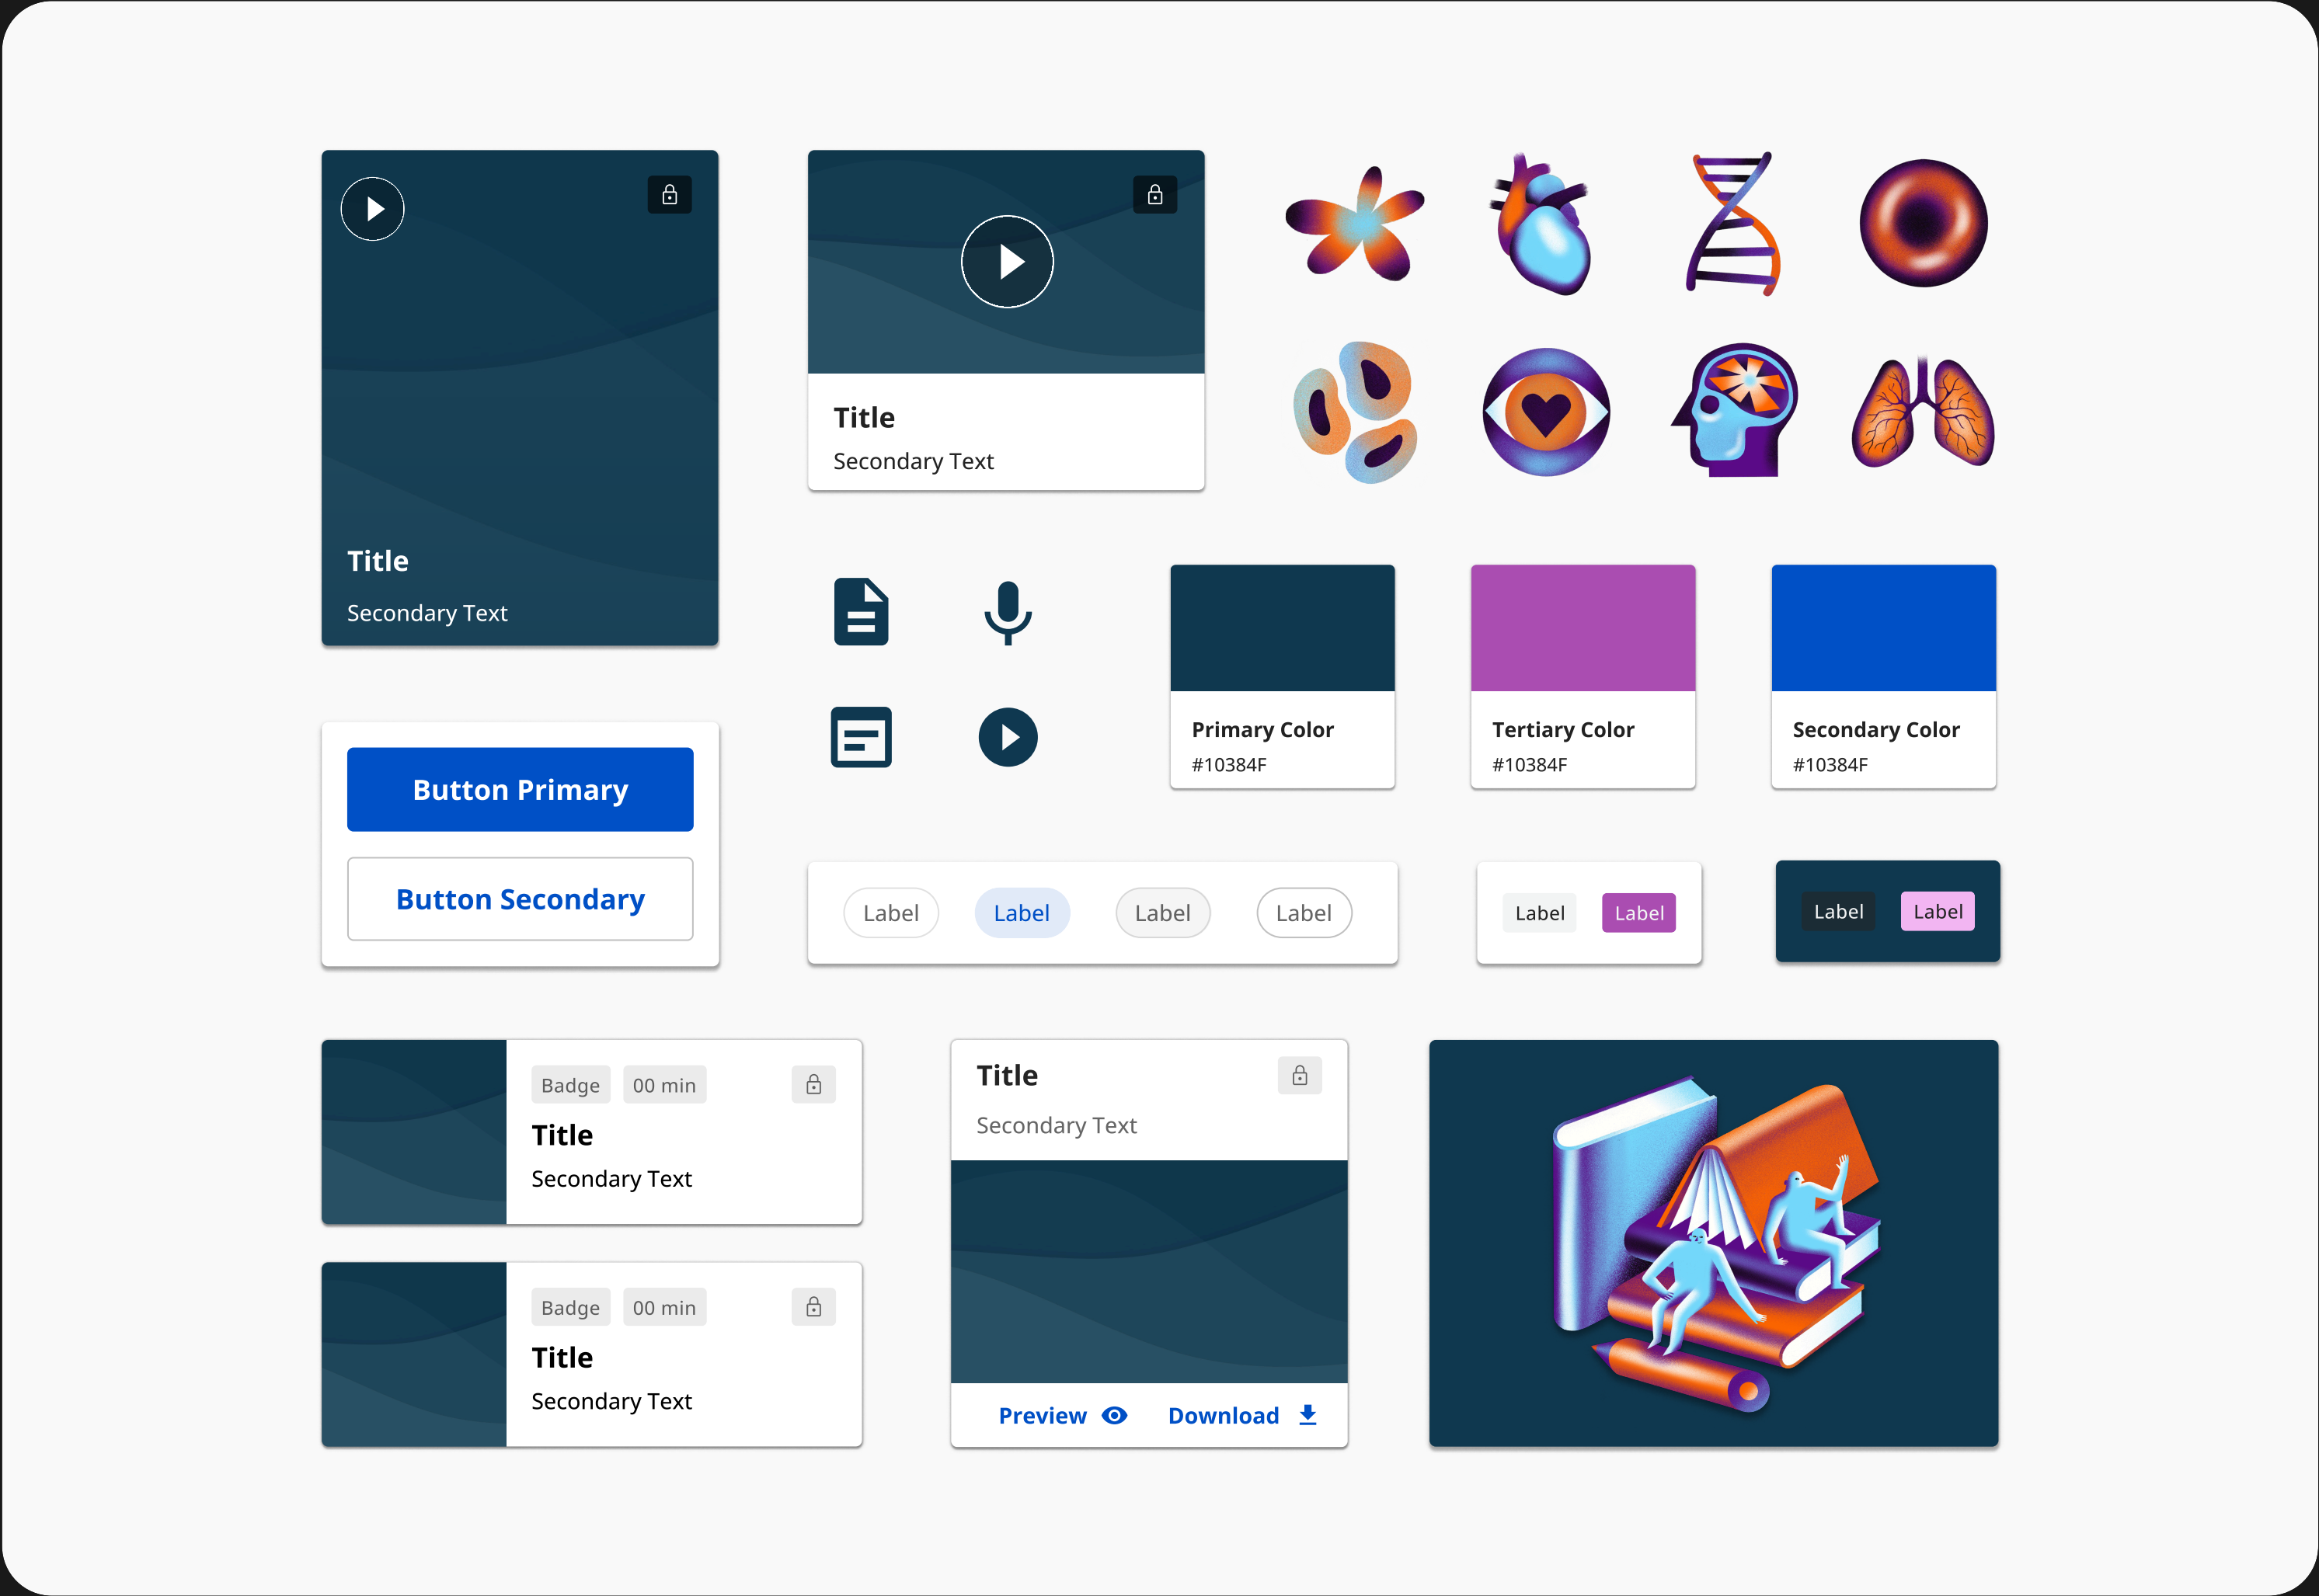 Title
Secondary Text
Title
Secondary Text
Primary Color
#10384F
Tertiary Color
#10384F
Secondary Color
#10384F
Button Primary
Button Secondary
Label
Label
Label
Label
Label
Label
Label
Label
Badge
00 min
Title
Secondary Text
Badge
00 min
Title
Secondary Text
Title
Secondary Text
Preview
Download